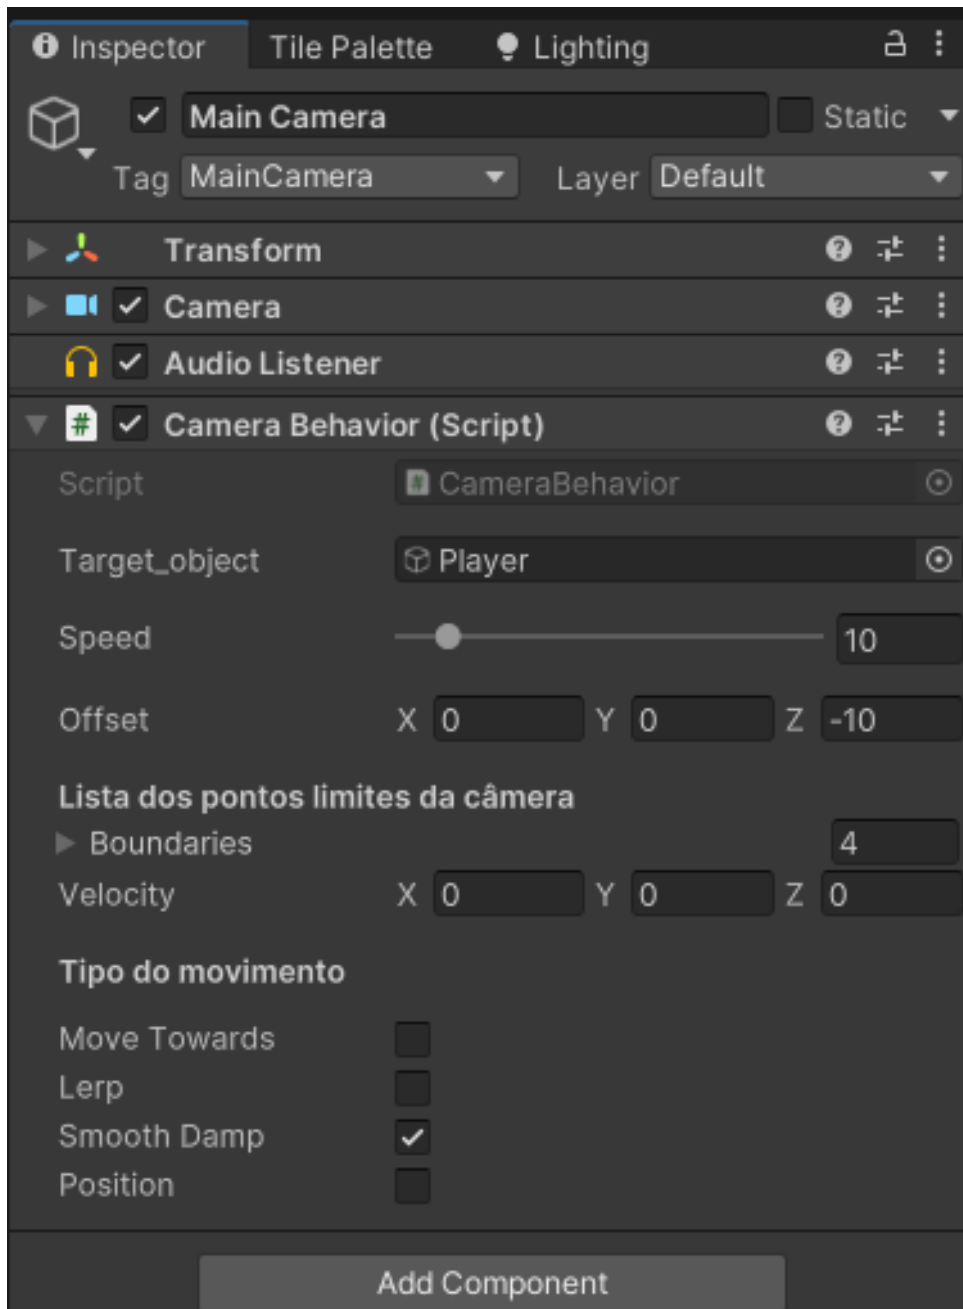 Inspector Tile Palette Lighting
Main Camera Static
Tag MainCamera Layer Default
Transform
Camera
Audio Listener
# Camera Behavior (Script)
Script # CameraBehavior
Target_object Player
Speed 10
Offset X 0 Y 0 Z -10
Lista dos pontos limites da câmera
Boundaries 4
Velocity X 0 Y 0 Z 0
Tipo do movimento
Move Towards
Lerp
Smooth Damp
Position
Add Component